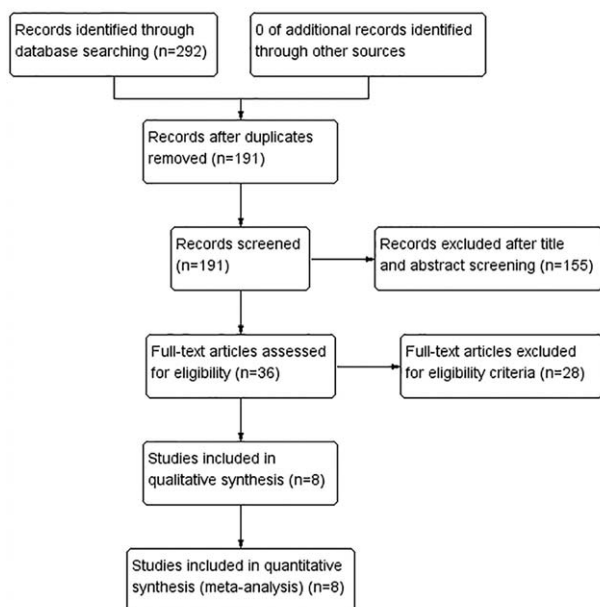 Records identified through
database searching (n=292)
0 of additional records identified
through other sources
Records after duplicates
removed (n=191)
Records screened
(n=191)
Records excluded after title
and abstract screening (n=155)
Full-text articles assessed
for eligibility (n=36)
Full-text articles excluded
for eligibility criteria (n=28)
Studies included in
qualitative synthesis (n=8)
Studies included in quantitative
synthesis (meta-analysis) (n=8)